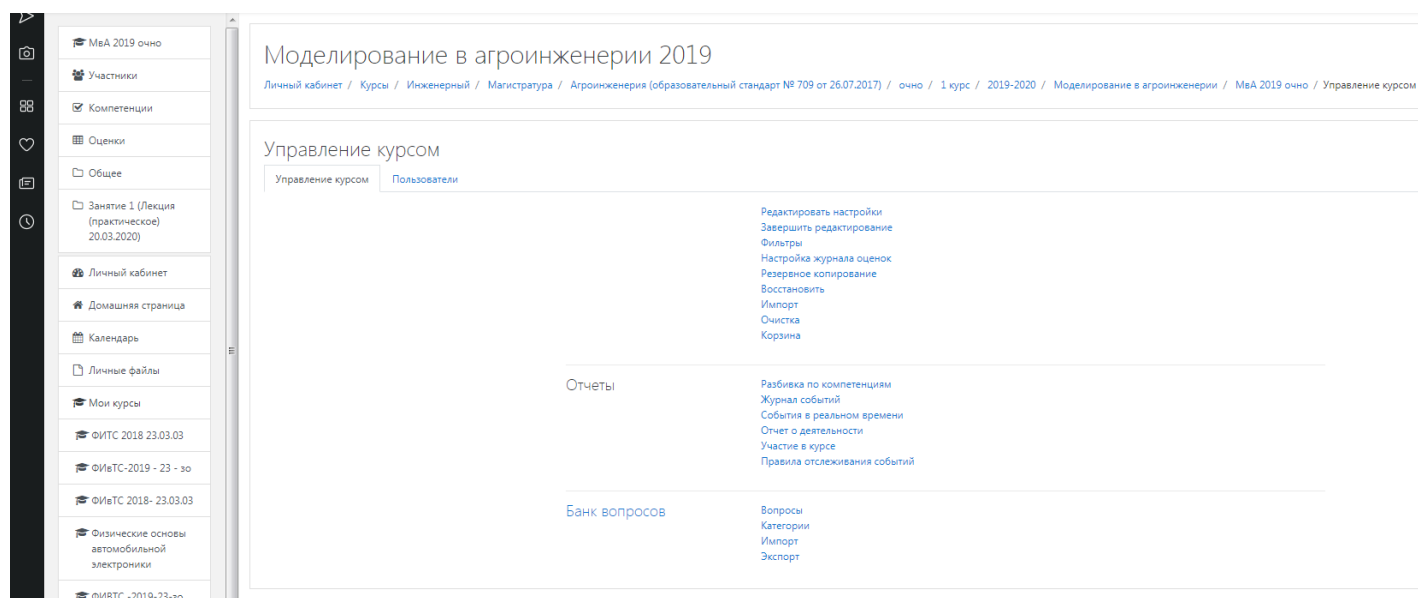 МвА 2019 очно
Участники
Компетенции
Оценки
Общее
Занятие 1 (Лекция
(практическое)
20.03.2020)
Личный кабинет
Домашняя страница
Календарь
Личные файлы
Мои курсы
ФИТС 2018 23.03.03
ФИвТС-2019 - 23 - зо
ФИвТС 2018- 23.03.03
Физические основы
автомобильной
электроники
ФИВТС -2019-23-зо
Моделирование в агроинженерии 2019
Личный кабинет / Курсы / Инженерный / Магистратура / Агроинженерия (образовательный стандарт № 709 от 26.07.2017) / очно / 1 курс / 2019-2020 / Моделирование в агроинженерии / МвА 2019 очно / Управление курсом
Управление курсом
Управление курсом Пользователи
Редактировать настройки
Завершить редактирование
Фильтры
Настройка журнала оценок
Резервное копирование
Восстановить
Импорт
Очистка
Корзина
Отчеты
Разбивка по компетенциям
Журнал событий
События в реальном времени
Отчет о деятельности
Участие в курсе
Правила отслеживания событий
Банк вопросов
Вопросы
Категории
Импорт
Экспорт